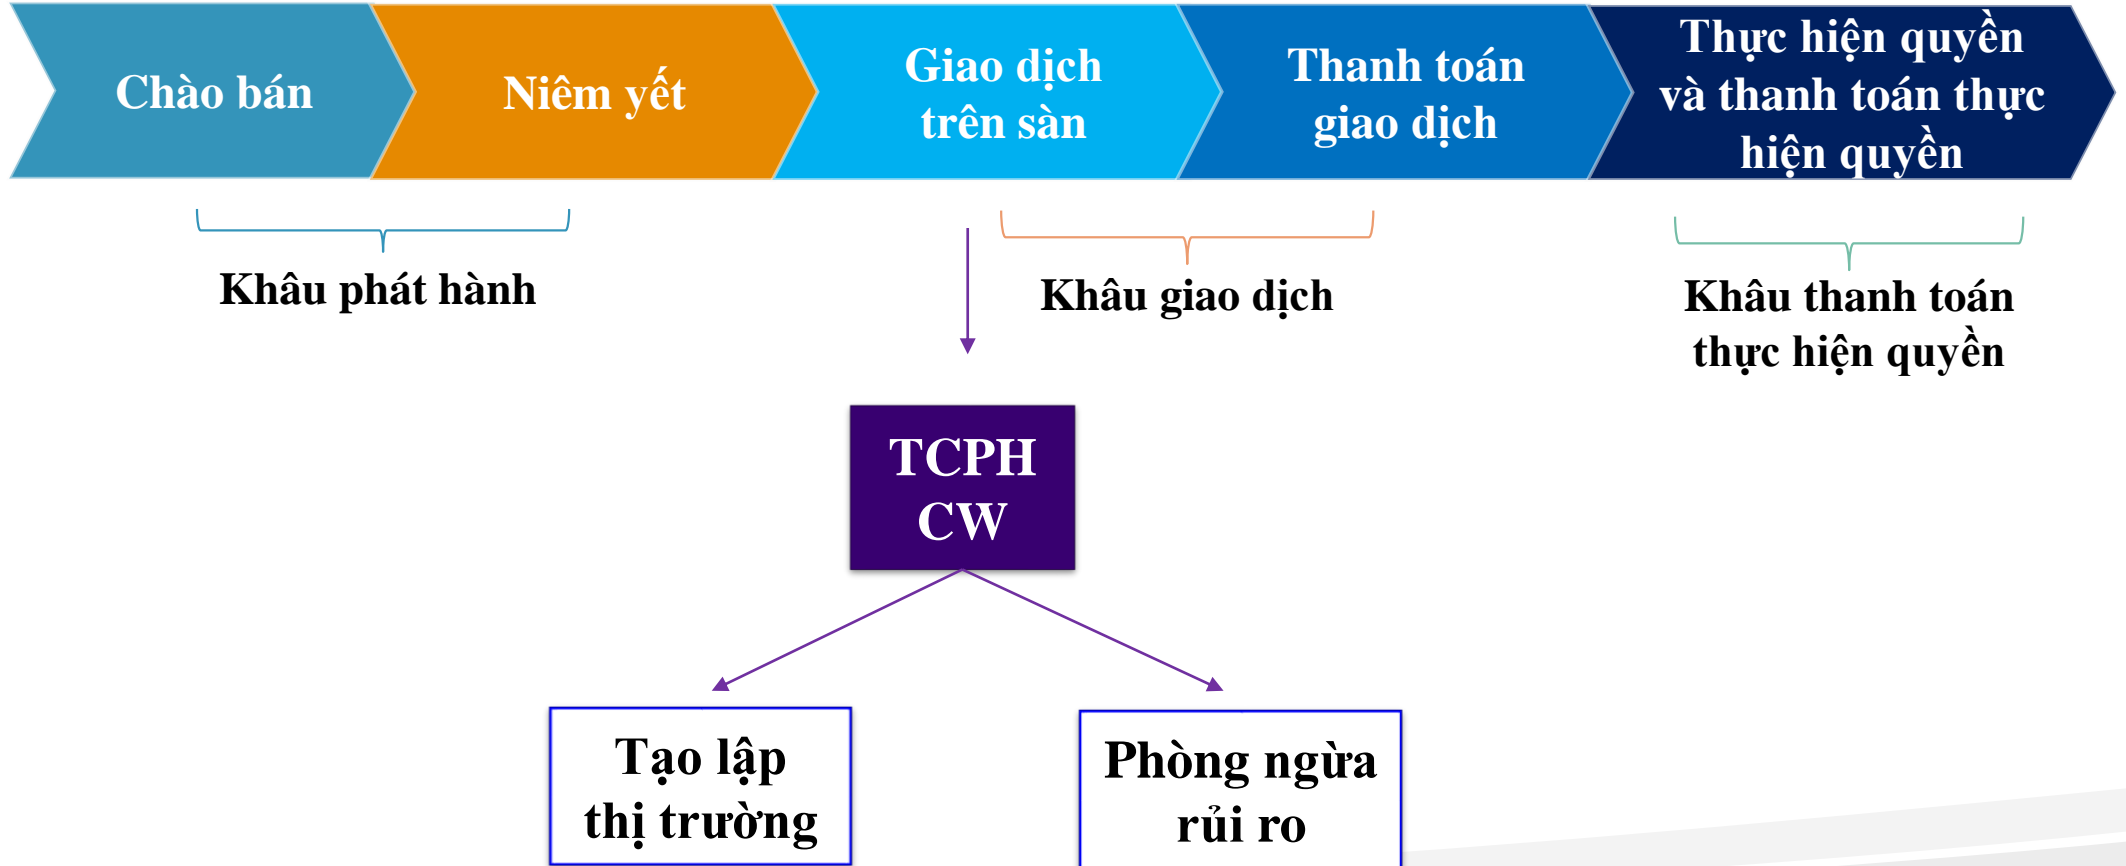 Chào bán
Niêm yết
Giao dịch
trên sàn
Thanh toán
giao dịch
Thực hiện quyền
và thanh toán thực
hiện quyền
Khâu phát hành
Khâu giao dịch
Khâu thanh toán
thực hiện quyền
TCPH
CW
Tạo lập
thị trường
Phòng ngừa
rủi ro